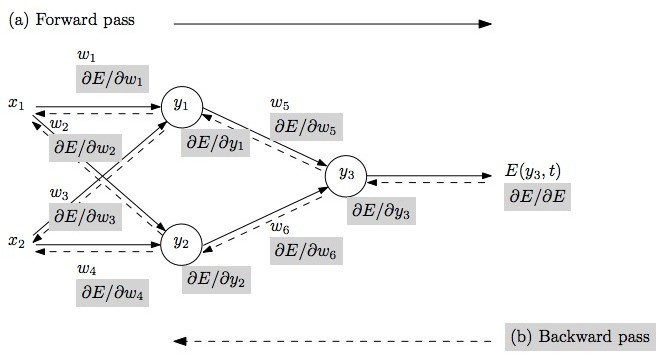 (a) Forward pass
w₁
∂E/∂w₁
x₁
y₁
w₂
∂E/∂w₂
w₅
∂E/∂w₅
∂E/∂y₁
y₃
E(y₃, t)
∂E/∂E
w₃
∂E/∂w₃
∂E/∂y₃
x₂
y₂
w₆
∂E/∂w₆
w₄
∂E/∂w₄
∂E/∂y₂
(b) Backward pass